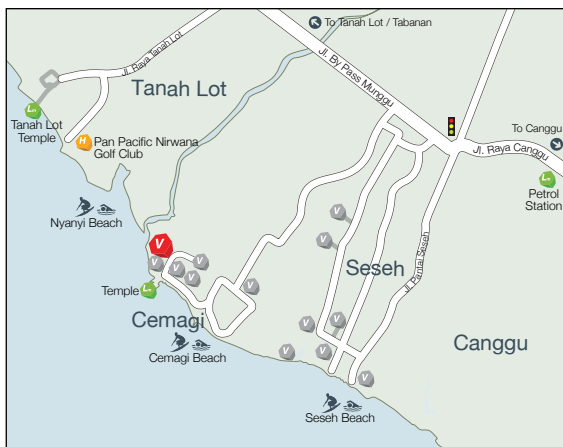 To Tanah Lot / Tabanan
Jl. Raya Tanah Lot
Jl. By Pass Munggu
Tanah Lot
L
Tanah Lot
Temple
H
Pan Pacific Nirwana
Golf Club
To Canggu
Jl. Raya Canggu
L
Petrol
Station
Nyanyi Beach
V
V
V
V
V
V
V
V
Seseh
Jl. Pantai Seseh
Temple
L
V
Cemagi
V
V
V
V
V
Canggu
Cemagi Beach
Seseh Beach